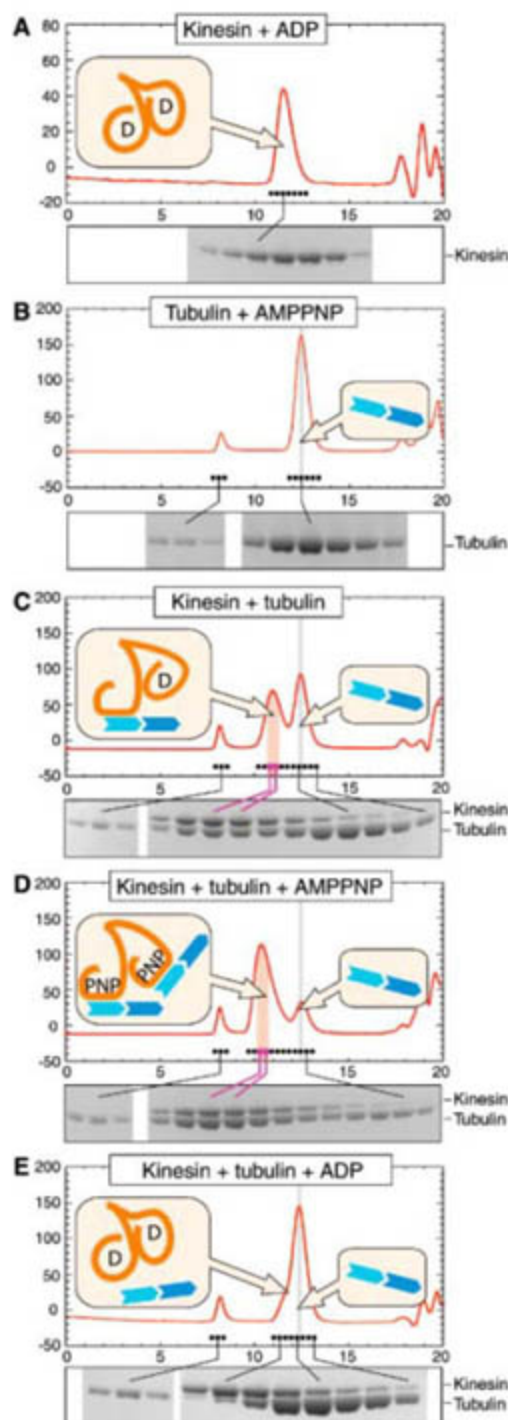 A
Kinesin + ADP
80
60
40
20
0
-20
D D
0 5 10 15 20
Kinesin
B
Tubulin + AMPPNP
200
150
100
50
0
-50
0 5 10 15 20
Tubulin
C
Kinesin + tubulin
200
150
100
50
0
-50
D
0 5 10 15 20
Kinesin
Tubulin
D
Kinesin + tubulin + AMPPNP
200
150
100
50
0
-50
PNP PNP
0 5 10 15 20
Kinesin
Tubulin
E
Kinesin + tubulin + ADP
200
150
100
50
0
-50
D D
0 5 10 15 20
Kinesin
Tubulin